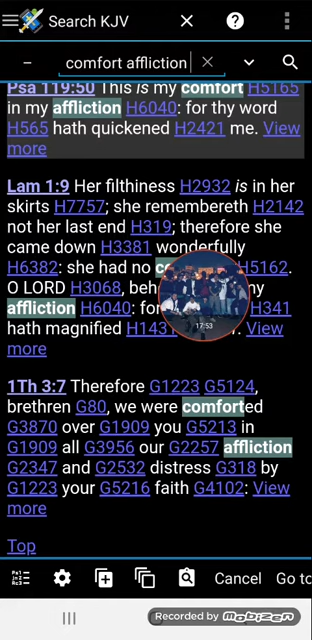 Search KJV
comfort affliction
Psa 119:50 This is my comfort H5165
in my affliction H6040: for thy word
H565 hath quickened H2421 me. View
more
Lam 1:9 Her filthiness H2932 is in her
skirts H7757; she remembereth H2142
not her last end H319; therefore she
came down H3381 wonderfully
H6382: she had no H5162.
O LORD H3068, my
affliction H6040: H341
hath magnified View
more
1Th 3:7 Therefore G1223 G5124,
brethren G80, we were comforted
G3870 over G1909 you G5213 in
G1909 all G3956 our G2257 affliction
G2347 and G2532 distress G318 by
G1223 your G5216 faith G4102: View
more
Top
17:53
Cancel Go to
Recorded by mobizen